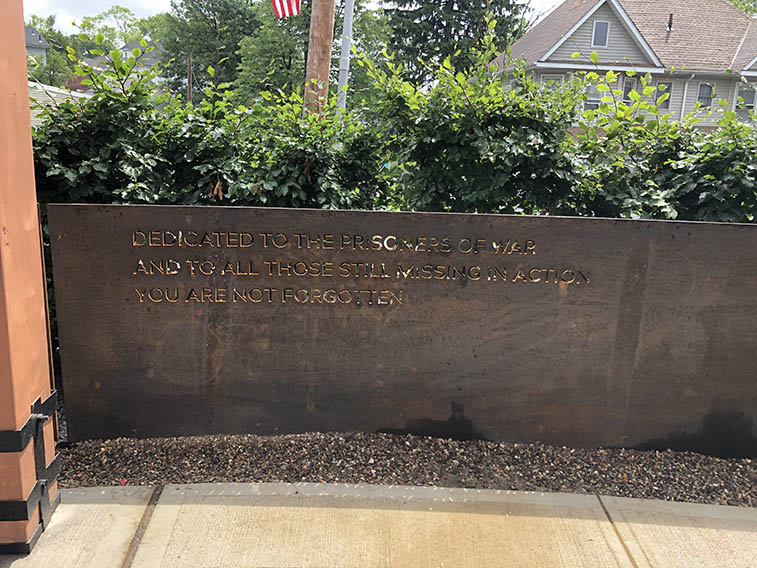 DEDICATED TO THE PRISONERS OF WAR
AND TO ALL THOSE STILL MISSING IN ACTION
YOU ARE NOT FORGOTTEN